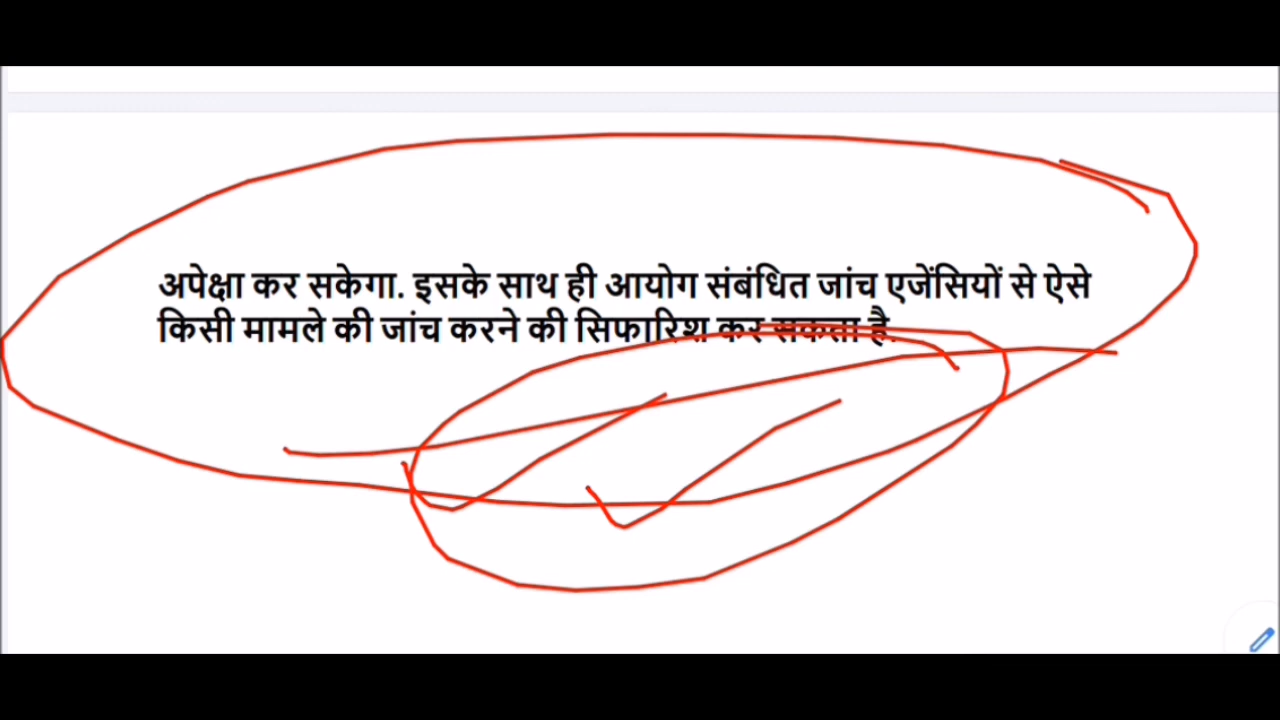 अपेक्षा कर सकेगा. इसके साथ ही आयोग संबंधित जांच एजेंसियों से ऐसे
किसी मामले की जांच करने की सिफारिश कर सकता है.